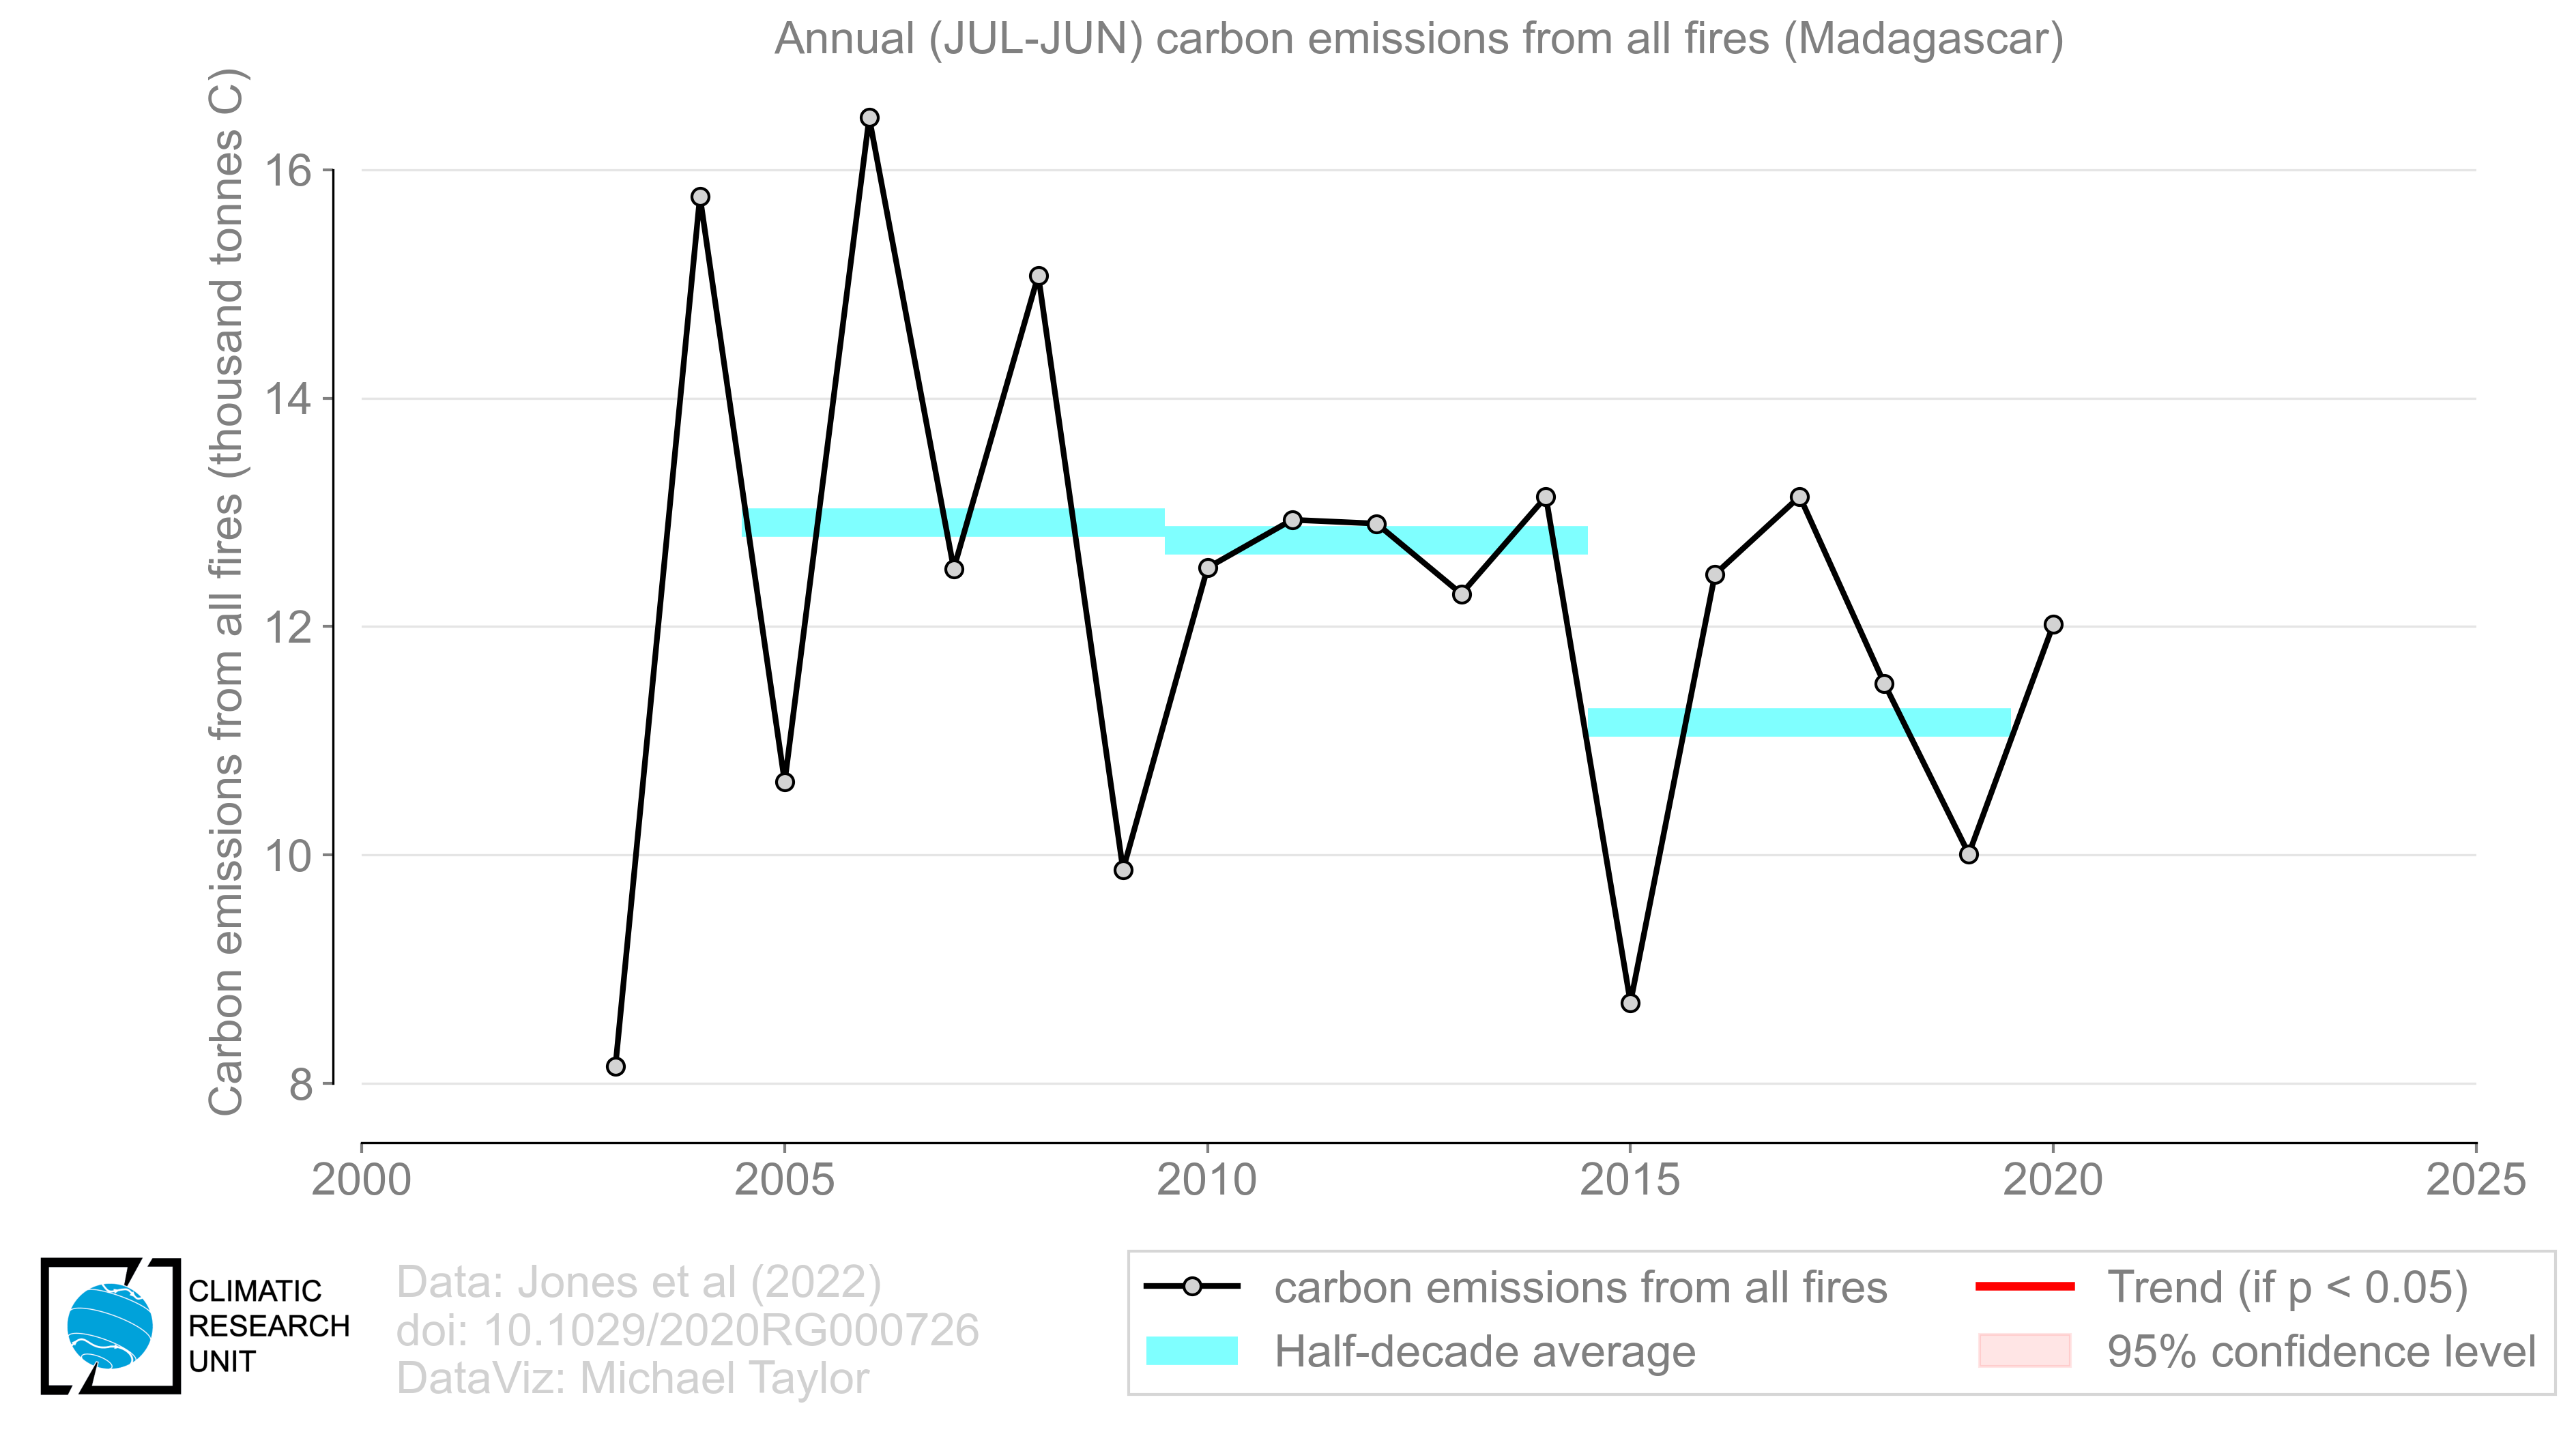 Annual (JUL-JUN) carbon emissions from all fires (Madagascar)
Carbon emissions from all fires (thousand tonnes C)
16
14
12
10
8
2000
2005
2010
2015
2020
2025
CLIMATIC
RESEARCH
UNIT
Data: Jones et al (2022)
doi: 10.1029/2020RG000726
DataViz: Michael Taylor
carbon emissions from all fires
Half-decade average
Trend (if p < 0.05)
95% confidence level